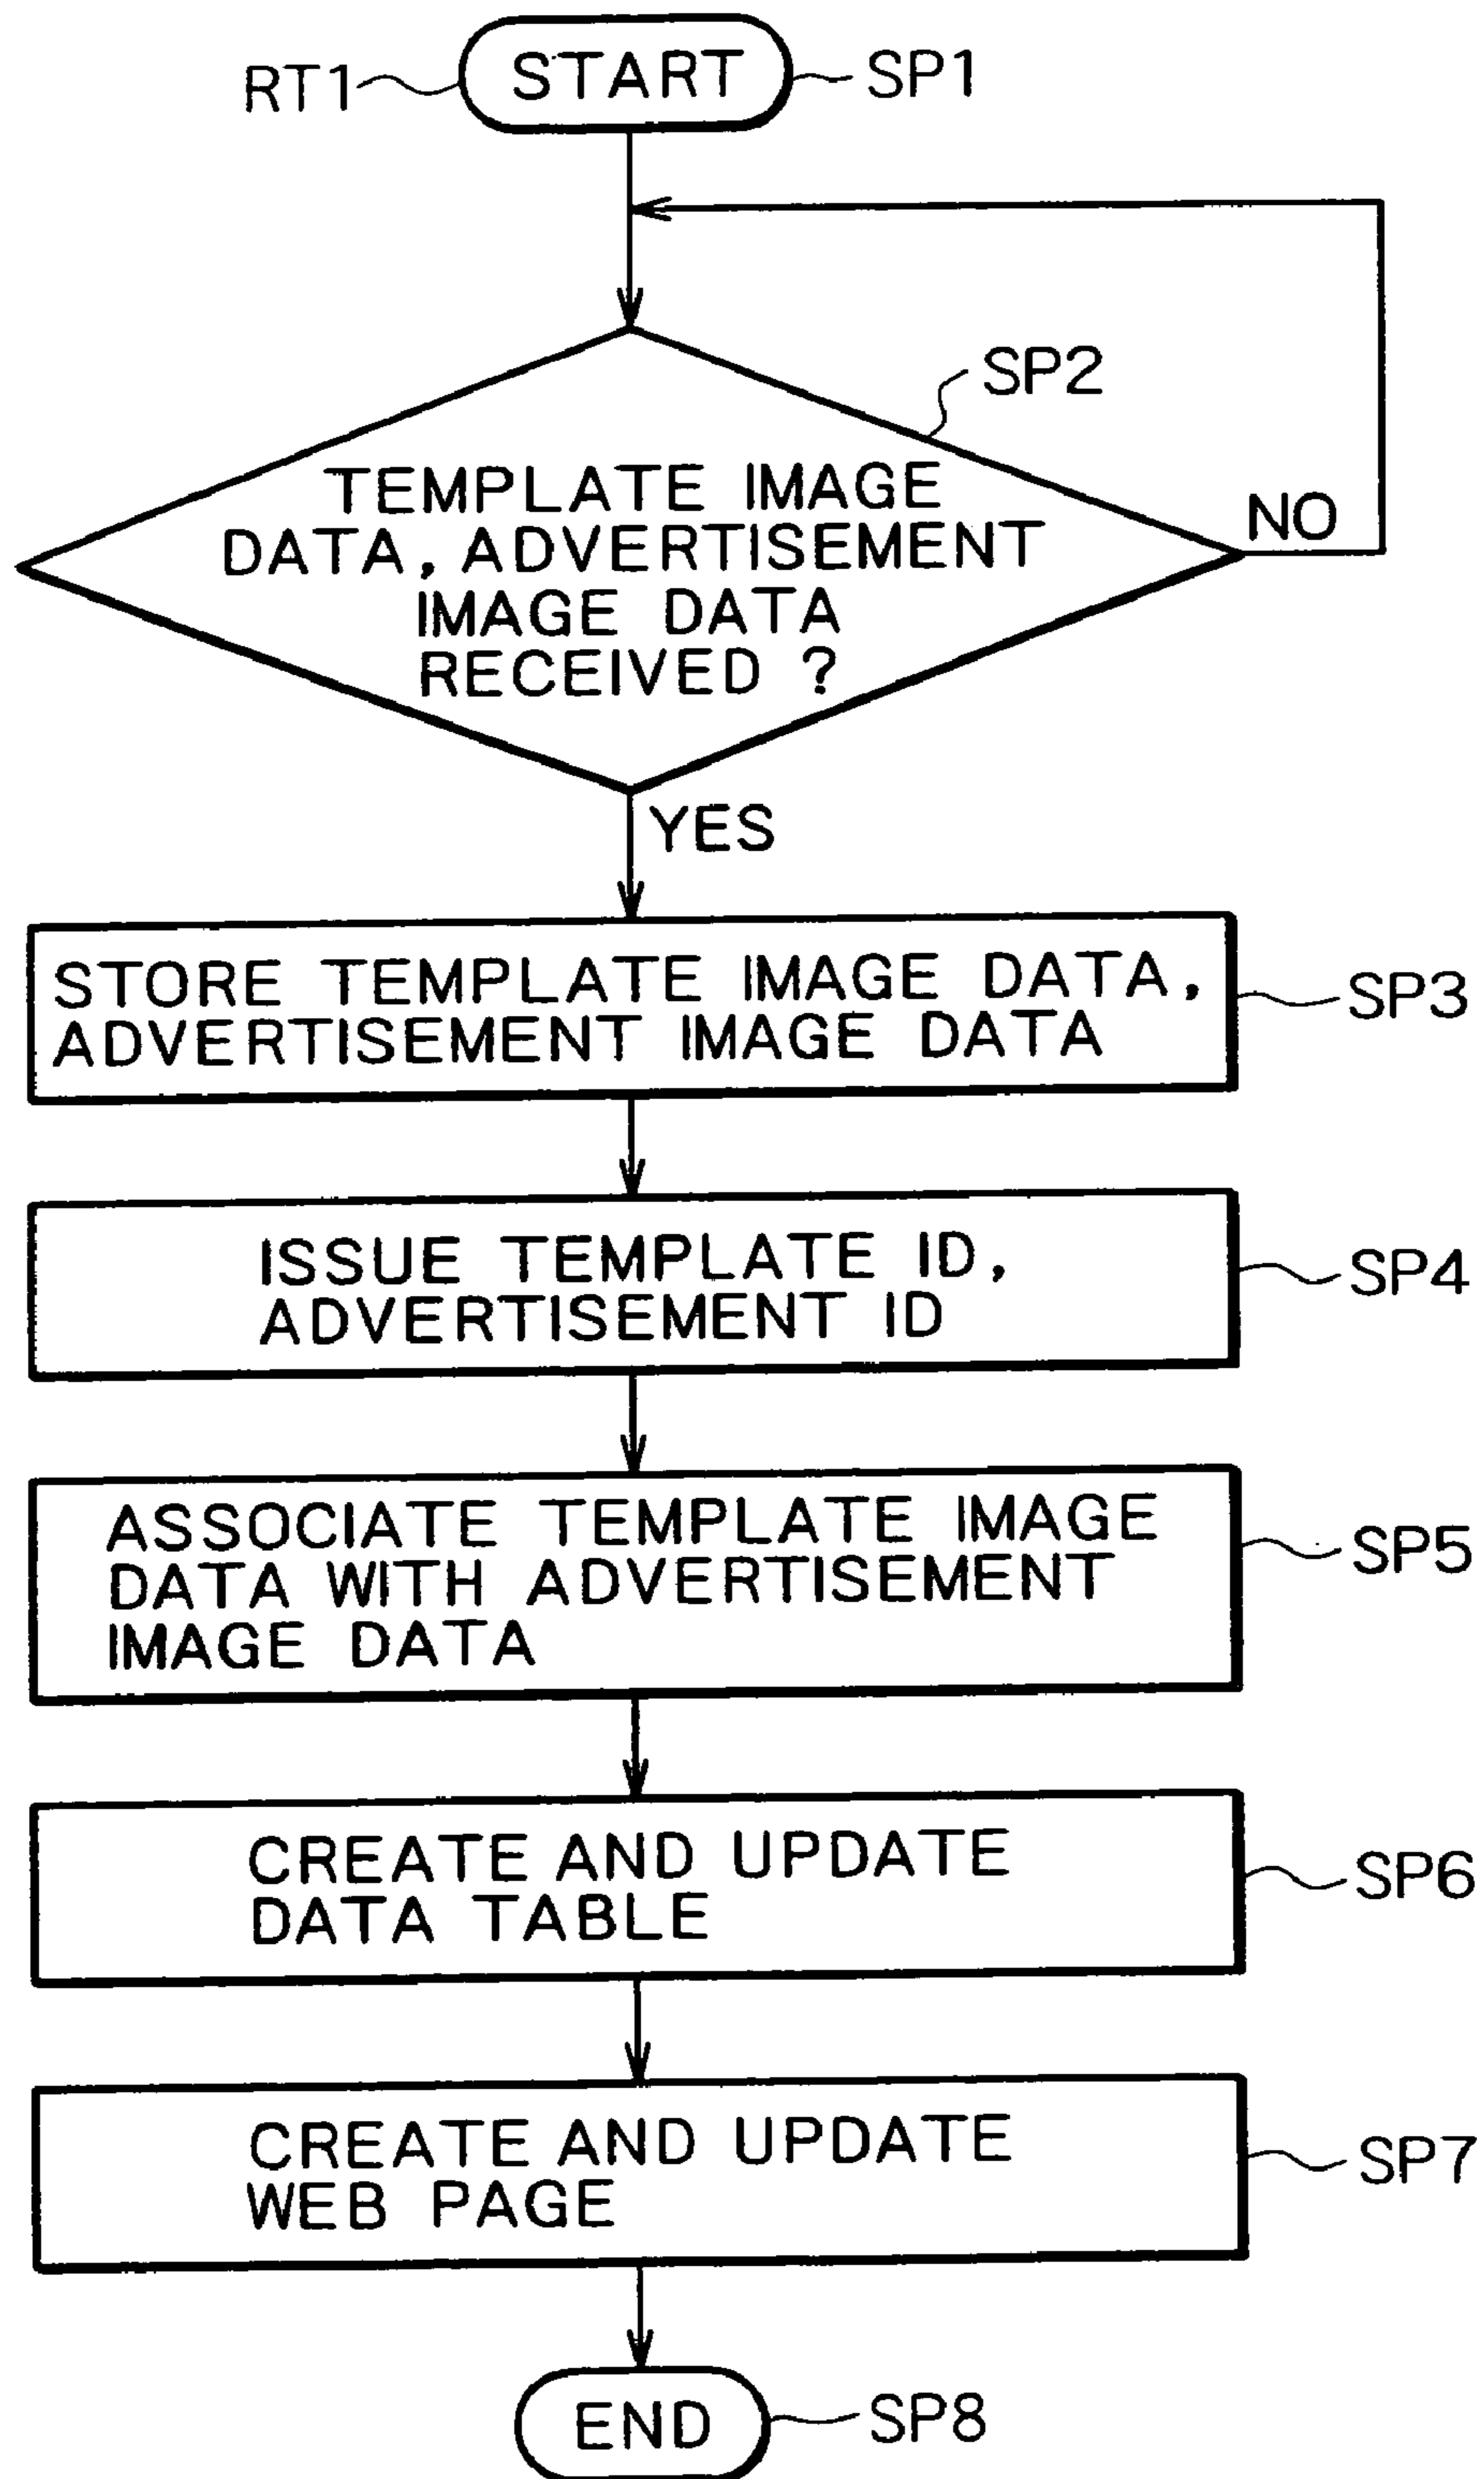 RT1
START
SP1
SP2
TEMPLATE IMAGE
DATA, ADVERTISEMENT
IMAGE DATA
RECEIVED ?
NO
YES
STORE TEMPLATE IMAGE DATA,
ADVERTISEMENT IMAGE DATA
SP3
ISSUE TEMPLATE ID,
ADVERTISEMENT ID
SP4
ASSOCIATE TEMPLATE IMAGE
DATA WITH ADVERTISEMENT
IMAGE DATA
SP5
CREATE AND UPDATE
DATA TABLE
SP6
CREATE AND UPDATE
WEB PAGE
SP7
END
SP8